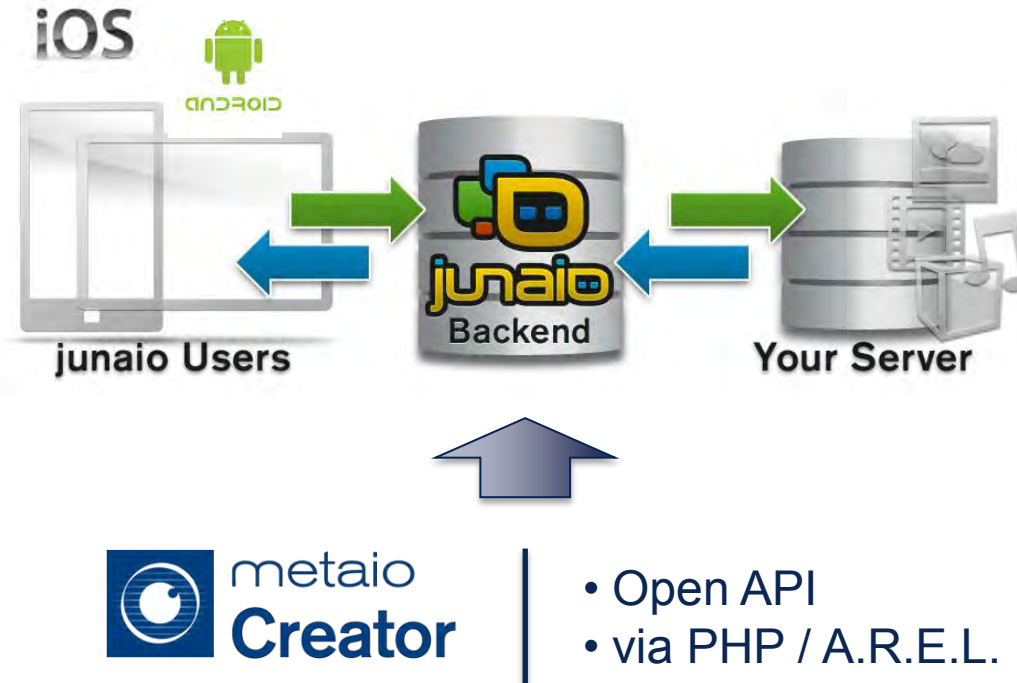 iOS
ANDROID
junaio
Backend
junaio Users
Your Server
metaio
Creator
• Open API
• via PHP / A.R.E.L.